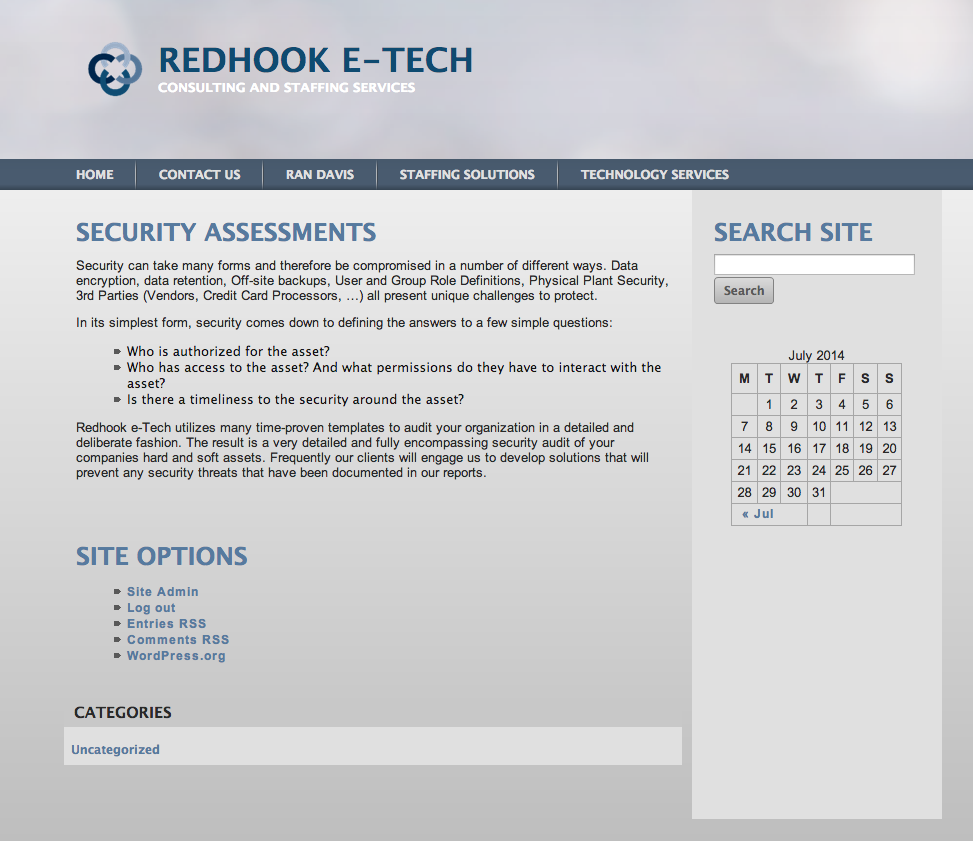 REDHOOK E-TECH
CONSULTING AND STAFFING SERVICES
HOME CONTACT US RAN DAVIS STAFFING SOLUTIONS TECHNOLOGY SERVICES
SECURITY ASSESSMENTS
Security can take many forms and therefore be compromised in a number of different ways. Data
encryption, data retention, Off-site backups, User and Group Role Definitions, Physical Plant Security,
3rd Parties (Vendors, Credit Card Processors, …) all present unique challenges to protect.
In its simplest form, security comes down to defining the answers to a few simple questions:
Who is authorized for the asset?
Who has access to the asset? And what permissions do they have to interact with the
asset?
Is there a timeliness to the security around the asset?
Redhook e-Tech utilizes many time-proven templates to audit your organization in a detailed and
deliberate fashion. The result is a very detailed and fully encompassing security audit of your
companies hard and soft assets. Frequently our clients will engage us to develop solutions that will
prevent any security threats that have been documented in our reports.
SITE OPTIONS
Site Admin
Log out
Entries RSS
Comments RSS
WordPress.org
CATEGORIES
Uncategorized
SEARCH SITE
Search
July 2014
M T W T F S S
1 2 3 4 5 6
7 8 9 10 11 12 13
14 15 16 17 18 19 20
21 22 23 24 25 26 27
28 29 30 31
« Jul